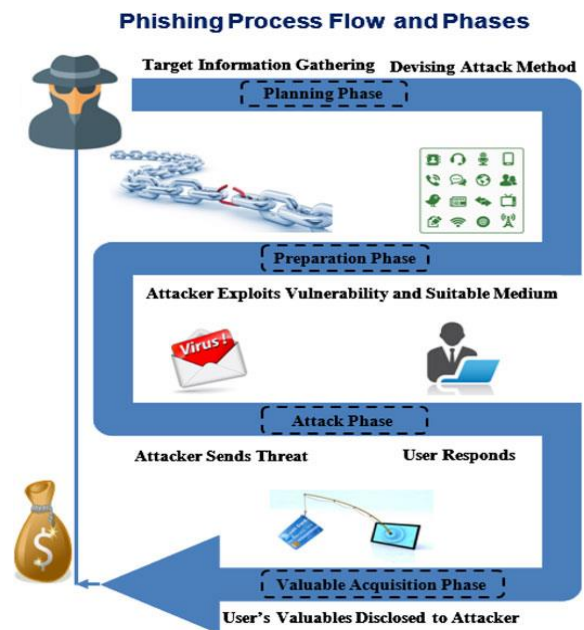 Phishing Process Flow and Phases
Target Information Gathering
Devising Attack Method
Planning Phase
Preparation Phase
Attacker Exploits Vulnerability and Suitable Medium
Virus!
Attack Phase
Attacker Sends Threat
User Responds
$
Valuable Acquisition Phase
User's Valuables Disclosed to Attacker